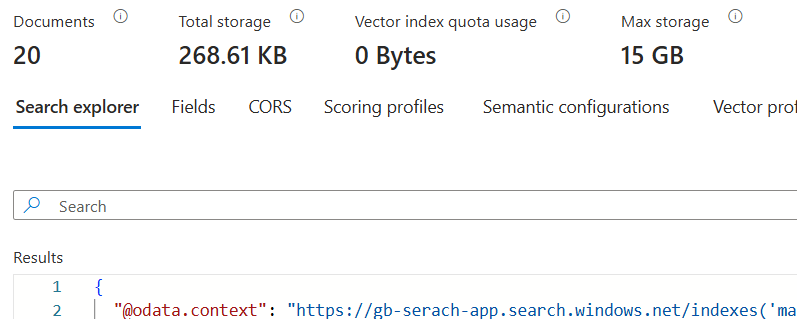 Documents Total storage Vector index quota usage Max storage
20 268.61 KB 0 Bytes 15 GB
Search explorer Fields CORS Scoring profiles Semantic configurations Vector prof
Search
Results
1 {
2 "@odata.context": "https://gb-serach-app.search.windows.net/indexes('ma